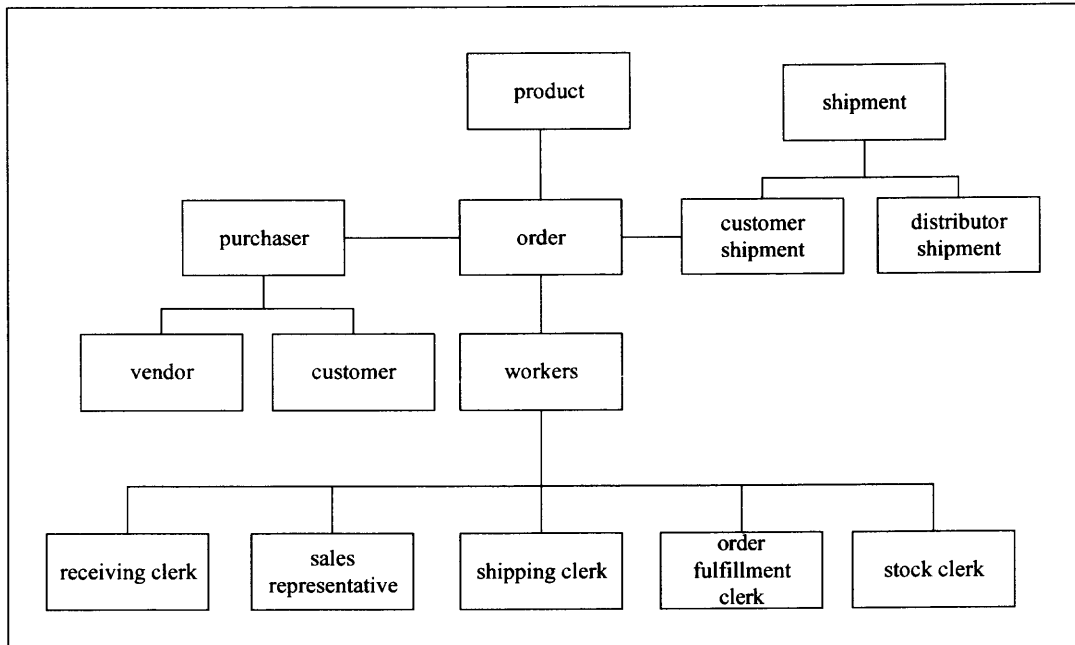 product
shipment
purchaser
order
customer
shipment
distributor
shipment
vendor
customer
workers
receiving clerk
sales
representative
shipping clerk
order
fulfillment
clerk
stock clerk